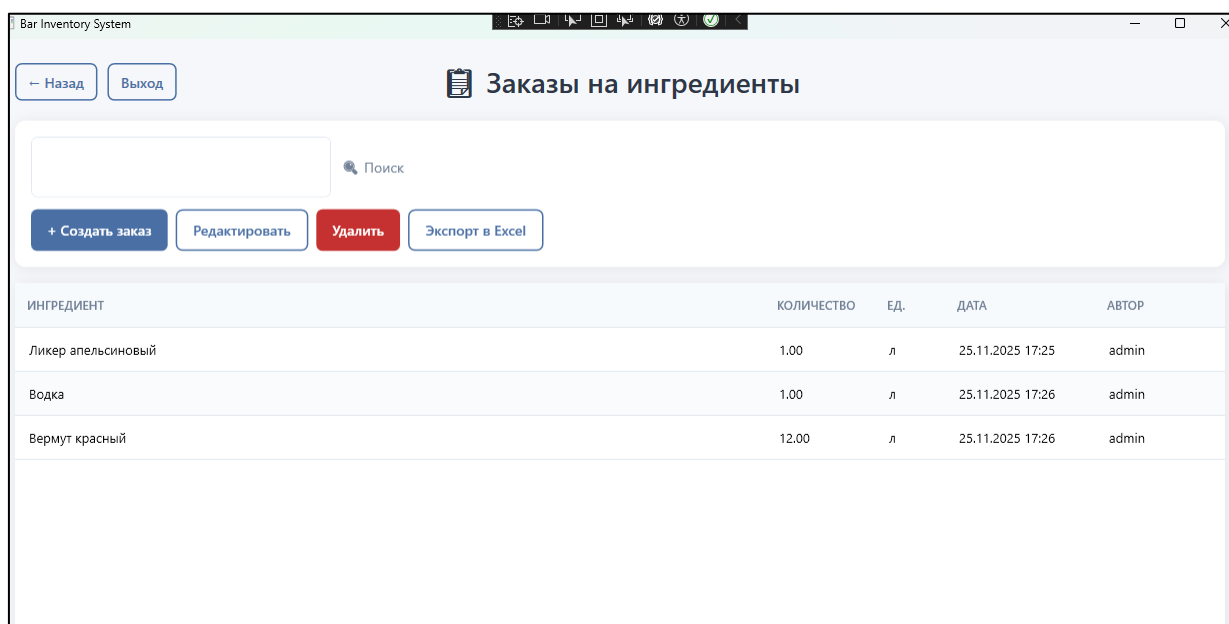 Bar Inventory System
← Назад Выход 📋 Заказы на ингредиенты
🔍 Поиск
+ Создать заказ Редактировать Удалить Экспорт в Excel
ИНГРЕДИЕНТ КОЛИЧЕСТВО ЕД. ДАТА АВТОР
Ликер апельсиновый 1.00 л 25.11.2025 17:25 admin
Водка 1.00 л 25.11.2025 17:26 admin
Вермут красный 12.00 л 25.11.2025 17:26 admin